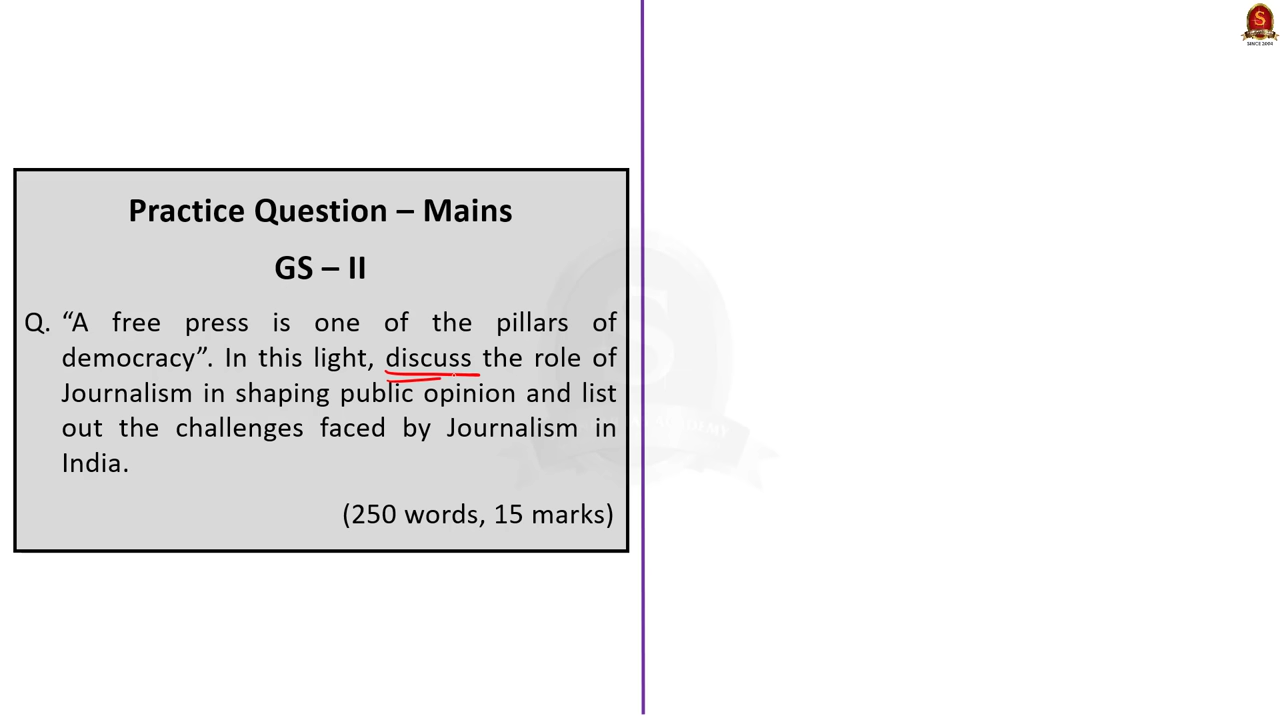 Practice Question – Mains
GS – II
Q. “A free press is one of the pillars of
democracy”. In this light, discuss the role of
Journalism in shaping public opinion and list
out the challenges faced by Journalism in
India.
(250 words, 15 marks)
S
SINCE 2004